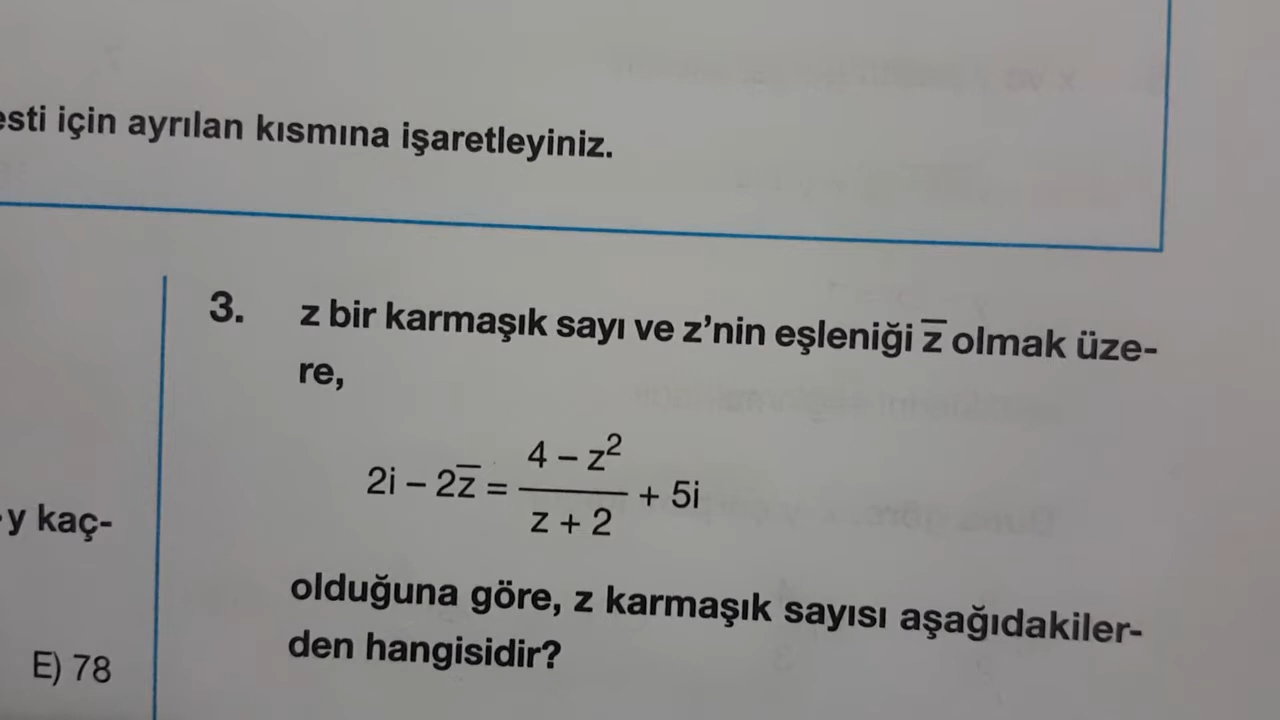 esti için ayrılan kısmına işaretleyiniz.
y kaç-
E) 78
3. z bir karmaşık sayı ve z'nin eşleniği z̅ olmak üze-
re,
2i – 2z̅ = (4 – z²)/(z + 2) + 5i
olduğuna göre, z karmaşık sayısı aşağıdakiler-
den hangisidir?